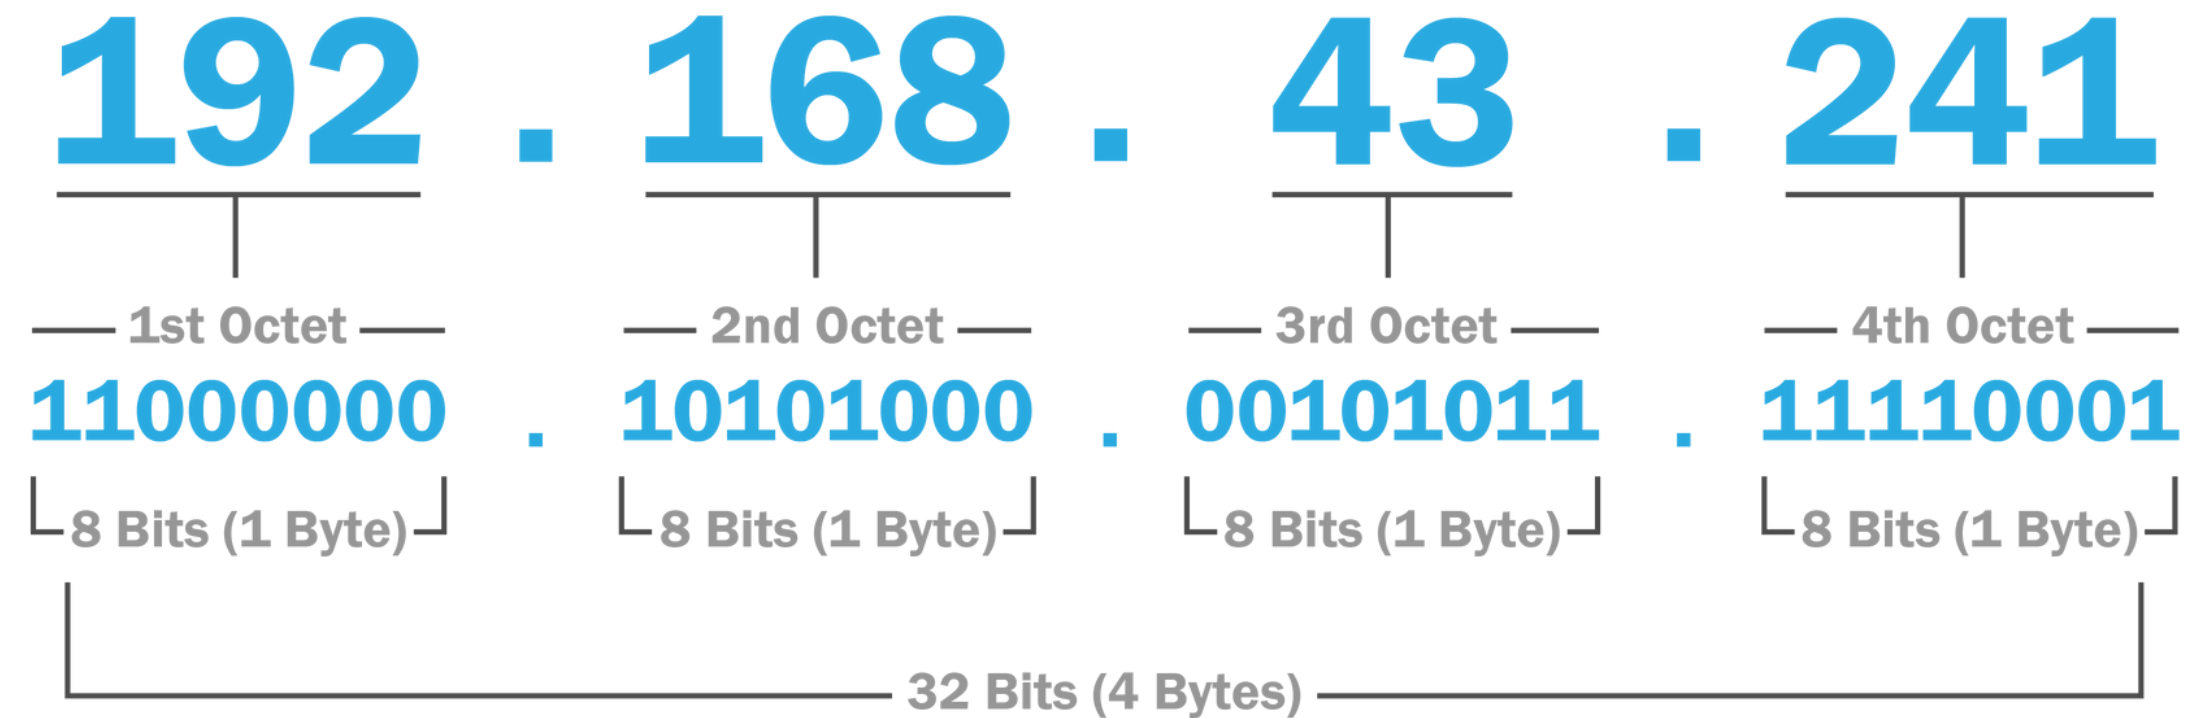 192 . 168 . 43 . 241
1st Octet 2nd Octet 3rd Octet 4th Octet
11000000 . 10101000 . 00101011 . 11110001
8 Bits (1 Byte) 8 Bits (1 Byte) 8 Bits (1 Byte) 8 Bits (1 Byte)
32 Bits (4 Bytes)